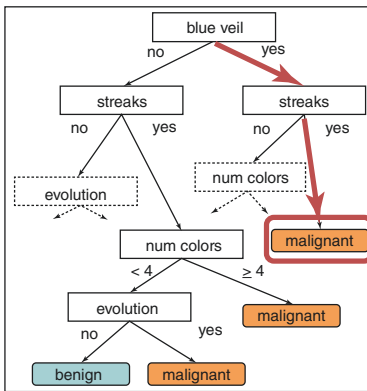 blue veil
no yes
streaks streaks
no yes no yes
evolution num colors
num colors malignant
< 4 ≥ 4
evolution malignant
no yes
benign malignant